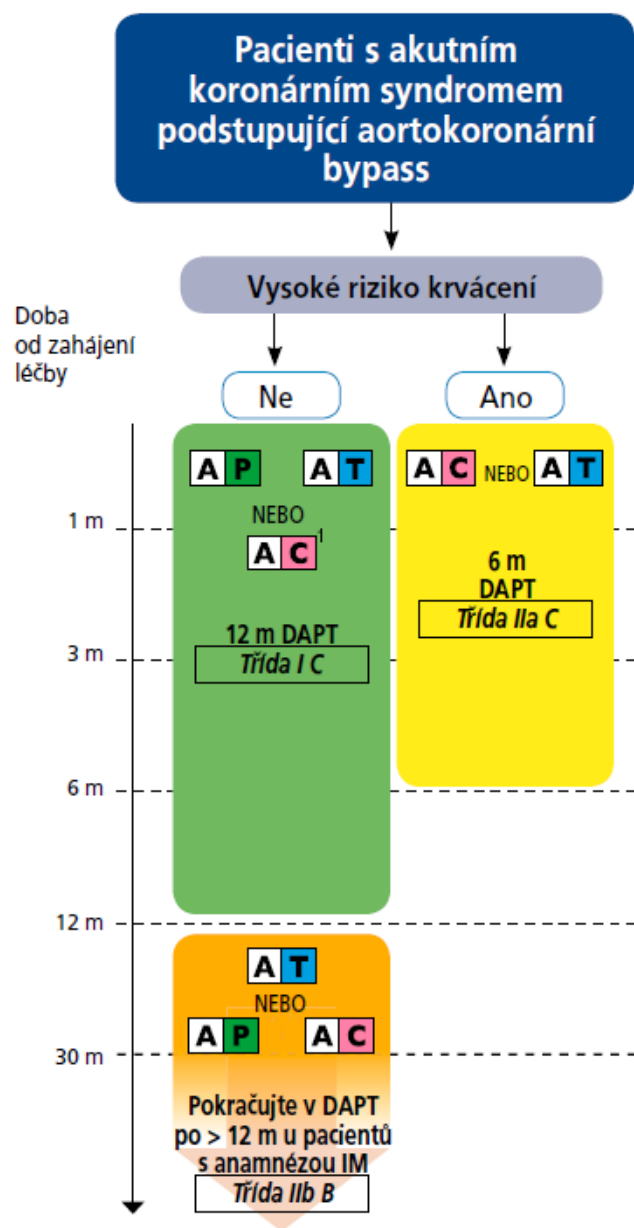 Pacienti s akutním
koronárním syndromem
podstupující aortokoronární
bypass
Vysoké riziko krvácení
Doba
od zahájení
léčby
Ne
Ano
A P
A T
NEBO
A C 1
12 m DAPT
Třída I C
A C NEBO A T
6 m
DAPT
Třída IIa C
1 m
3 m
6 m
12 m
30 m
A T
NEBO
A P
A C
Pokračujte v DAPT
po > 12 m u pacientů
s anamnézou IM
Třída IIb B